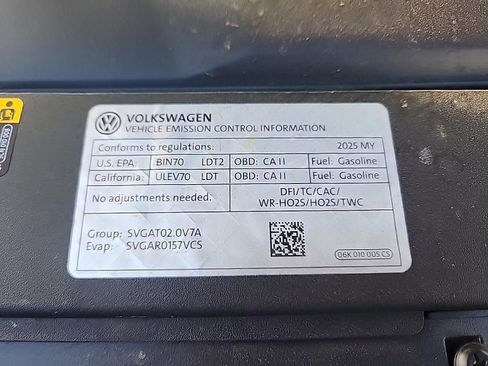 VOLKSWAGEN
VEHICLE EMISSION CONTROL INFORMATION
Conforms to regulations: 2025 MY
U.S. EPA: BIN70 LDT2 OBD: CA II Fuel: Gasoline
California: ULEV70 LDT OBD: CA II Fuel: Gasoline
No adjustments needed. DFI/TC/CAC/
WR-HO2S/HO2S/TWC
Group: SVGAT02.0V7A
Evap: SVGAR0157VCS
06K 010 005 CS